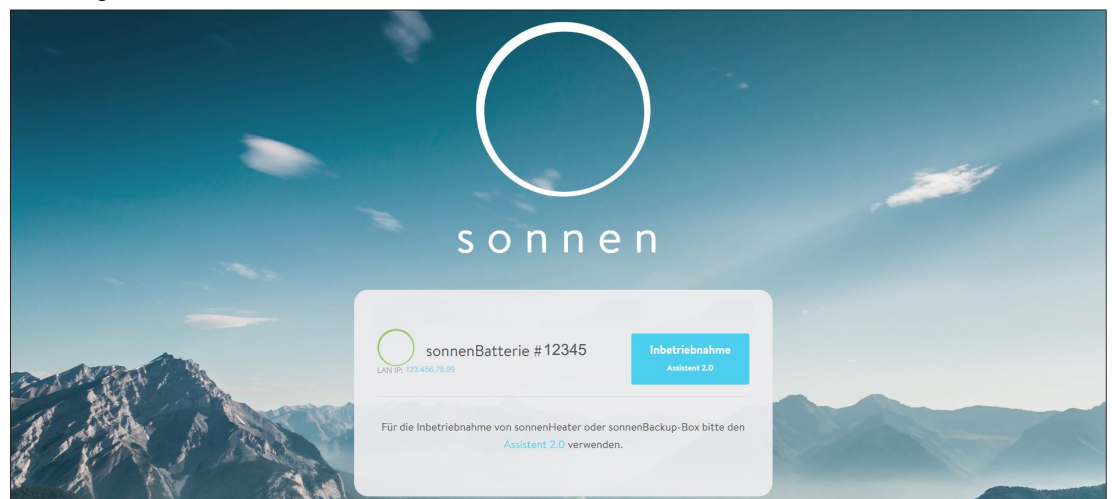 sonnen
sonnenBatterie #12345
LAN IP: 123.456.78.99
Inbetriebnahme
Assistent 2.0
Für die Inbetriebnahme von sonnenHeater oder sonnenBackup-Box bitte den
Assistent 2.0 verwenden.